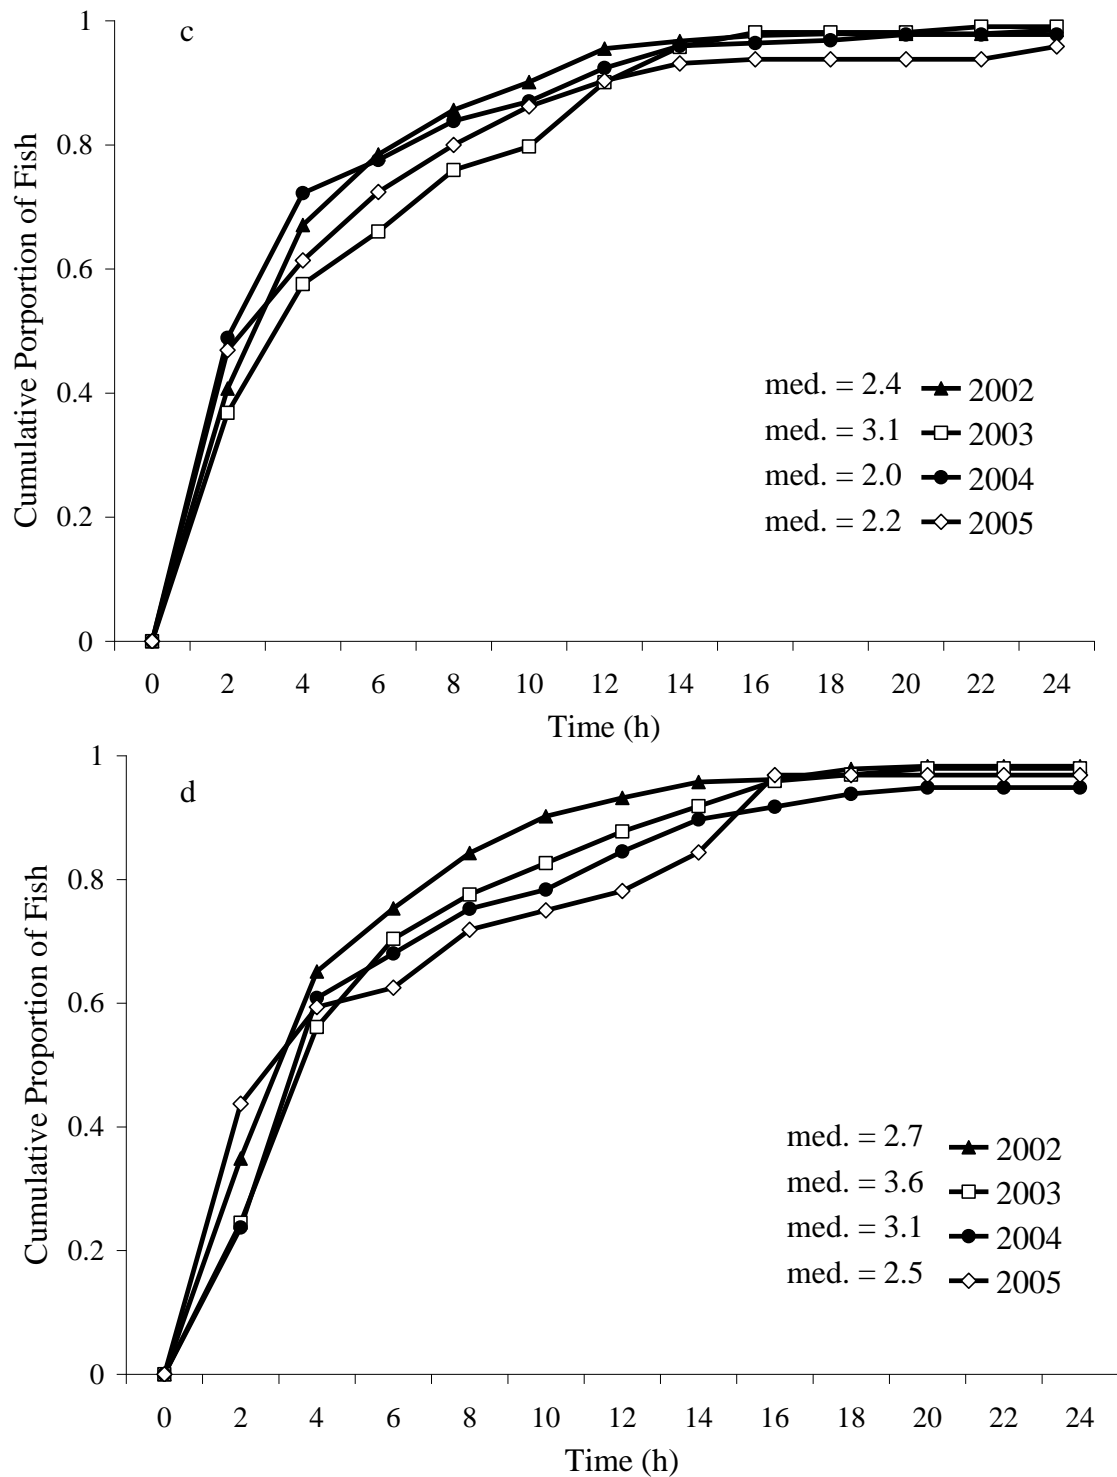 c
1
0.8
0.6
0.4
0.2
0
Cumulative Porportion of Fish
med. = 2.4 2002
med. = 3.1 2003
med. = 2.0 2004
med. = 2.2 2005
0 2 4 6 8 10 12 14 16 18 20 22 24
Time (h)
d
1
0.8
0.6
0.4
0.2
0
Cumulative Proportion of Fish
med. = 2.7 2002
med. = 3.6 2003
med. = 3.1 2004
med. = 2.5 2005
0 2 4 6 8 10 12 14 16 18 20 22 24
Time (h)